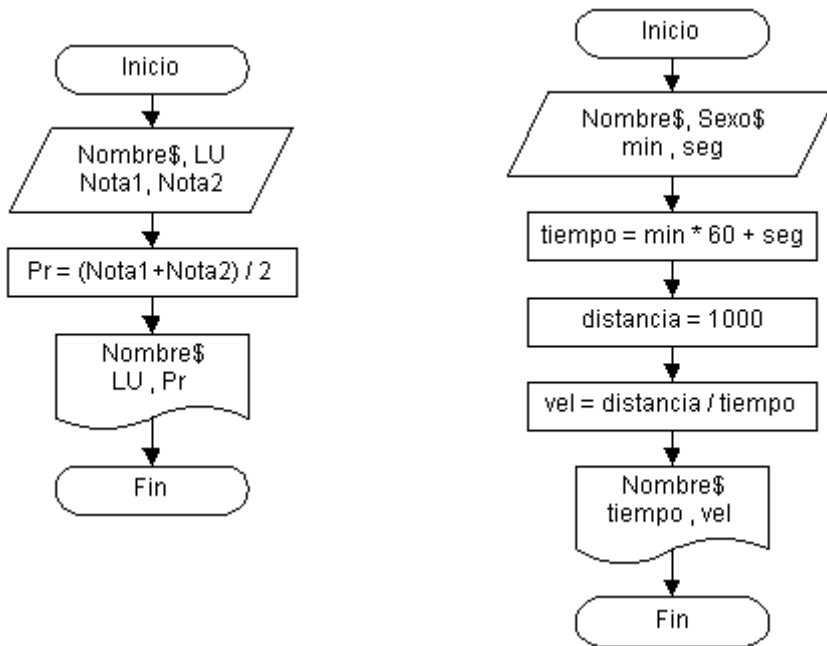 Inicio
Nombre$, LU
Nota1, Nota2
Pr = (Nota1+Nota2) / 2
Nombre$
LU , Pr
Fin
Inicio
Nombre$, Sexo$
min , seg
tiempo = min * 60 + seg
distancia = 1000
vel = distancia / tiempo
Nombre$
tiempo , vel
Fin